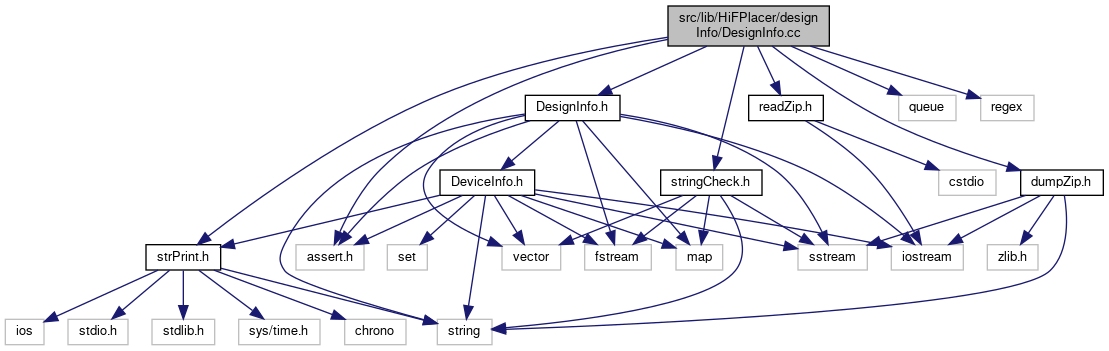 src/lib/HiFPlacer/design
Info/DesignInfo.cc
DesignInfo.h
readZip.h
queue
regex
DeviceInfo.h
stringCheck.h
cstdio
dumpZip.h
strPrint.h
assert.h
set
vector
fstream
map
sstream
iostream
zlib.h
ios
stdio.h
stdlib.h
sys/time.h
chrono
string